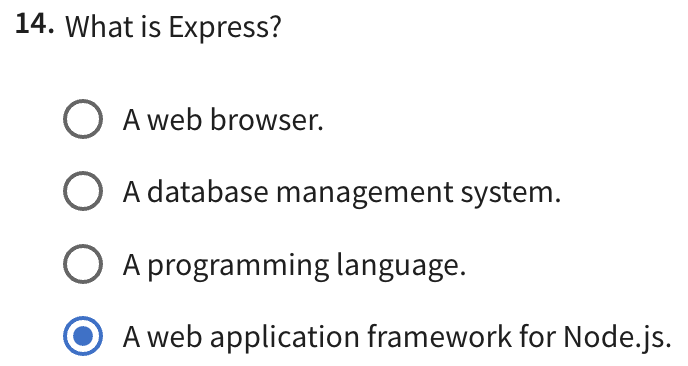 14. What is Express?
A web browser.
A database management system.
A programming language.
A web application framework for Node.js.